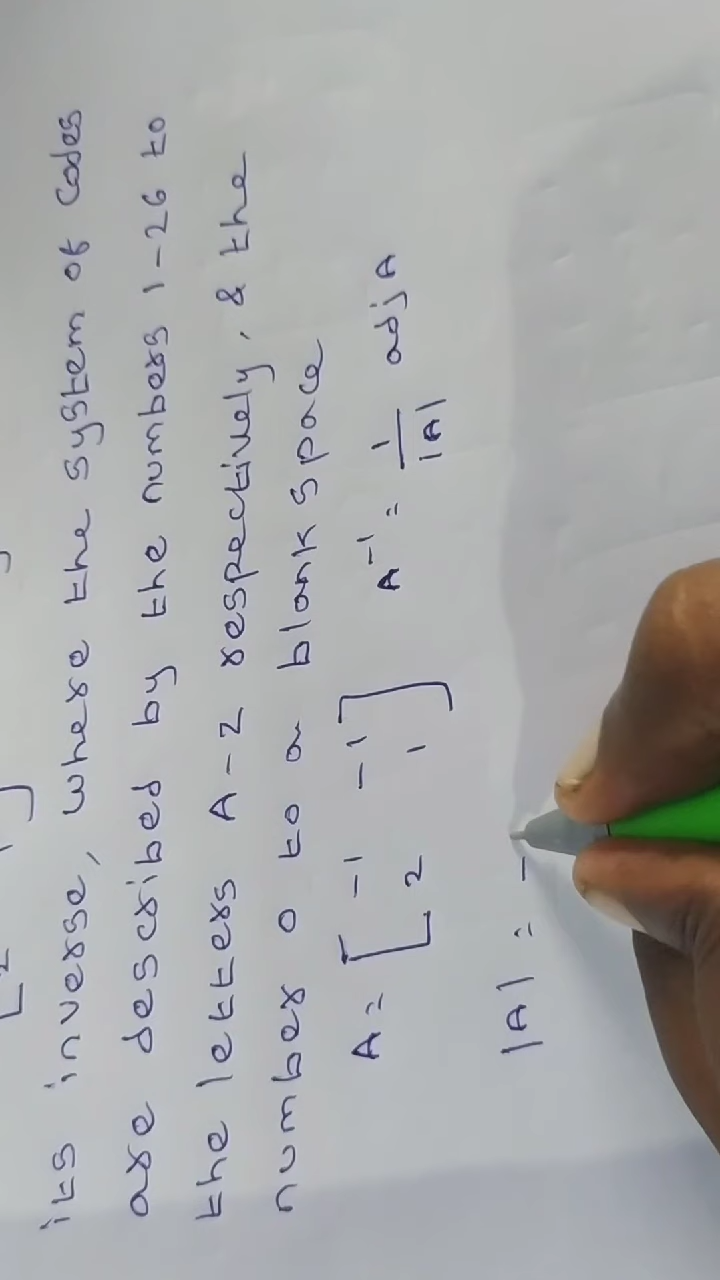 its inverse, where the system of codes
are described by the numbers 1-26 to
the letters A-Z respectively, & the
number 0 to a blank space
A = [ -1 -1 2 1 ] A⁻¹ = 1/|A| adj A
|A| = -